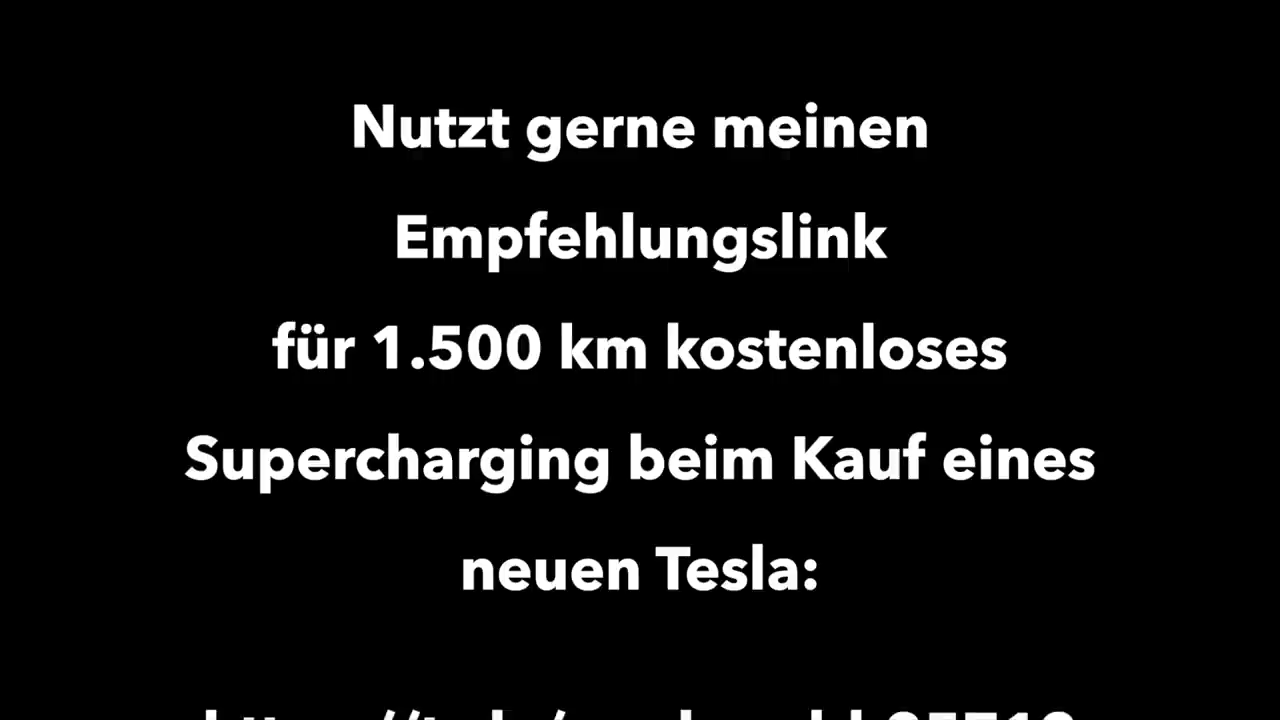 Nutzt gerne meinen
Empfehlungslink
für 1.500 km kostenloses
Supercharging beim Kauf eines
neuen Tesla: